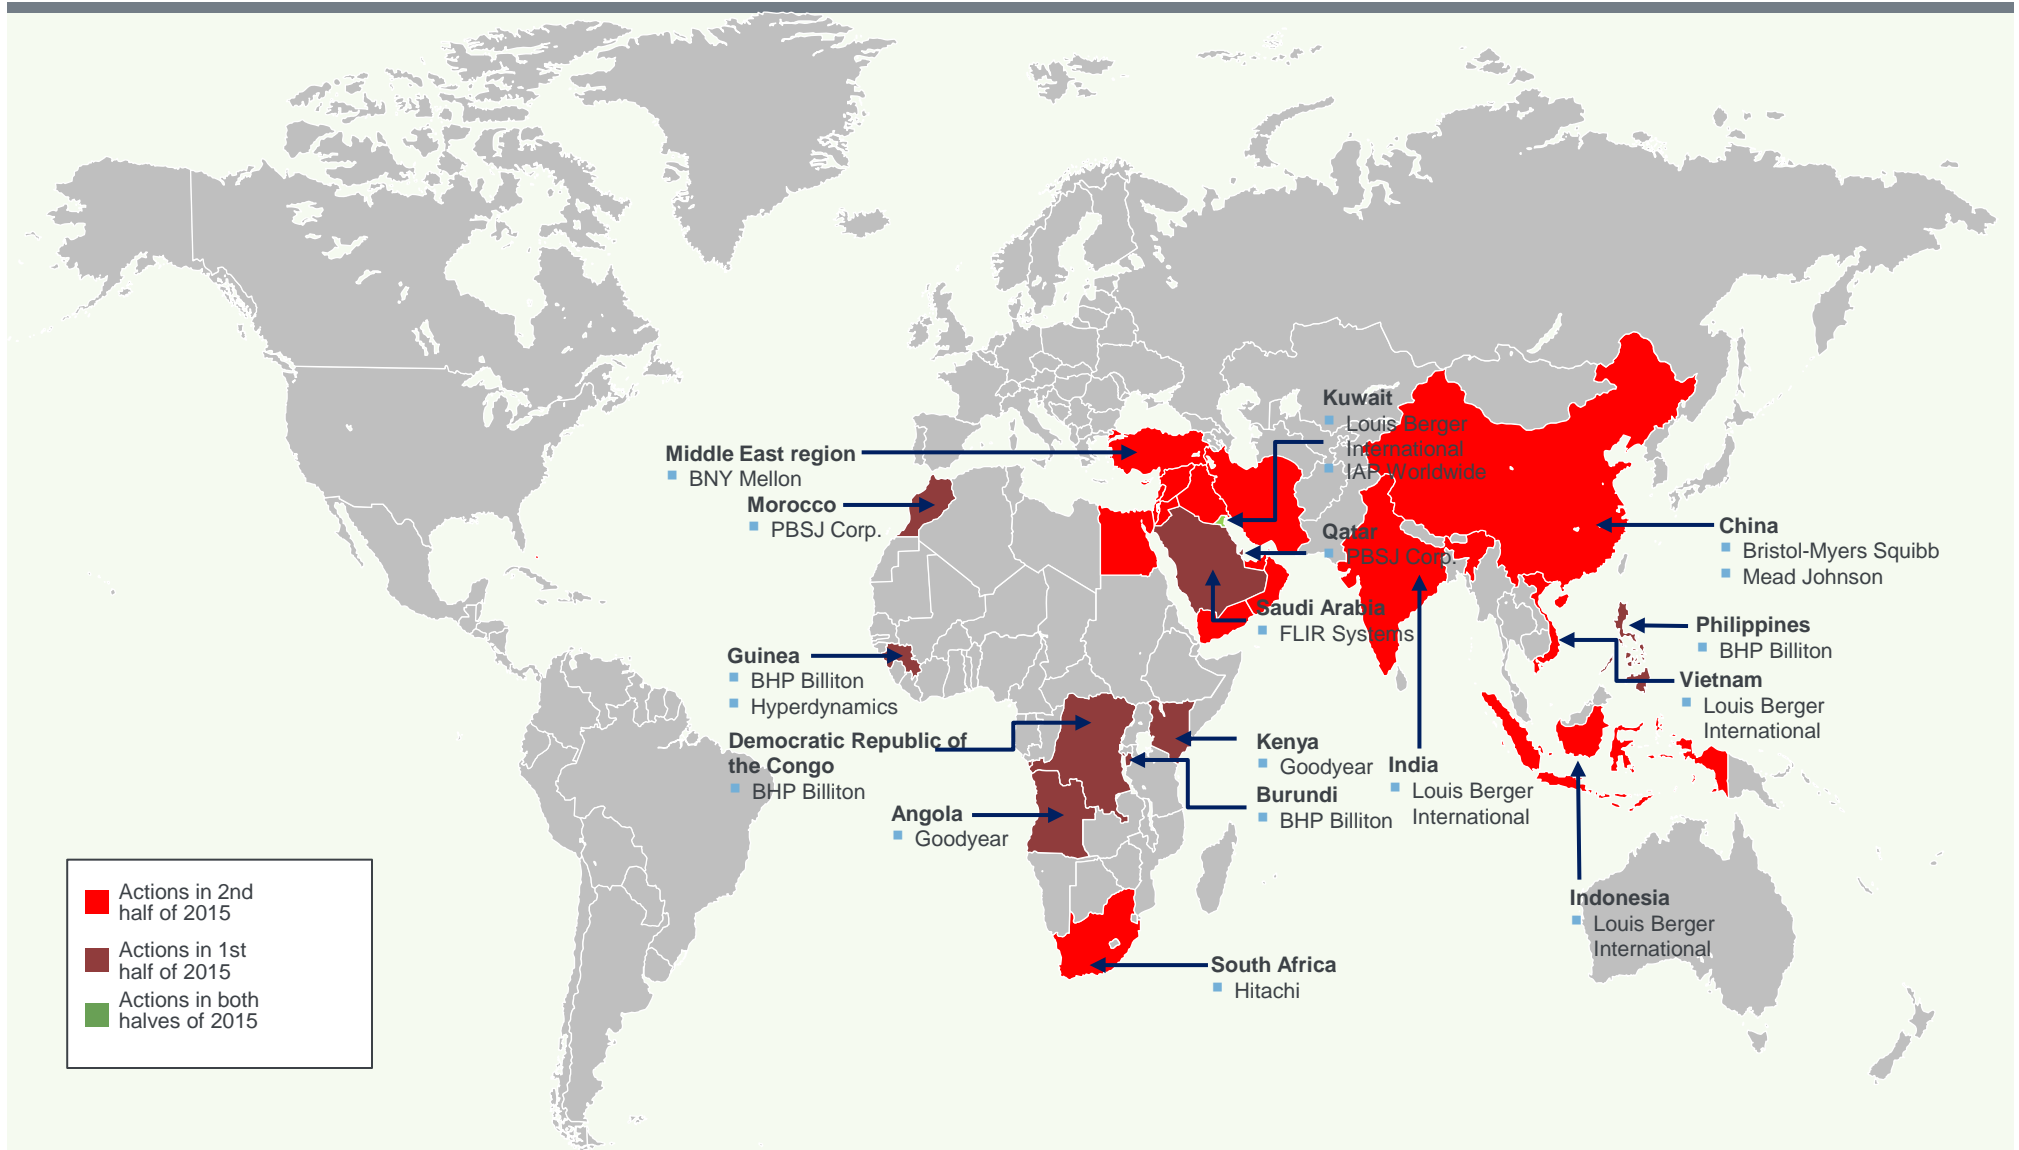 Kuwait
Louis Berger
International
IAP Worldwide
Middle East region
BNY Mellon
Morocco
PBSJ Corp.
Qatar
PBSJ Corp.
China
Bristol-Myers Squibb
Mead Johnson
Saudi Arabia
FLIR Systems
Philippines
BHP Billiton
Guinea
BHP Billiton
Hyperdynamics
Vietnam
Louis Berger
International
Democratic Republic of
the Congo
BHP Billiton
Kenya
Goodyear
India
Louis Berger
International
Burundi
BHP Billiton
Angola
Goodyear
Actions in 2nd
half of 2015
Actions in 1st
half of 2015
Actions in both
halves of 2015
Indonesia
Louis Berger
International
South Africa
Hitachi